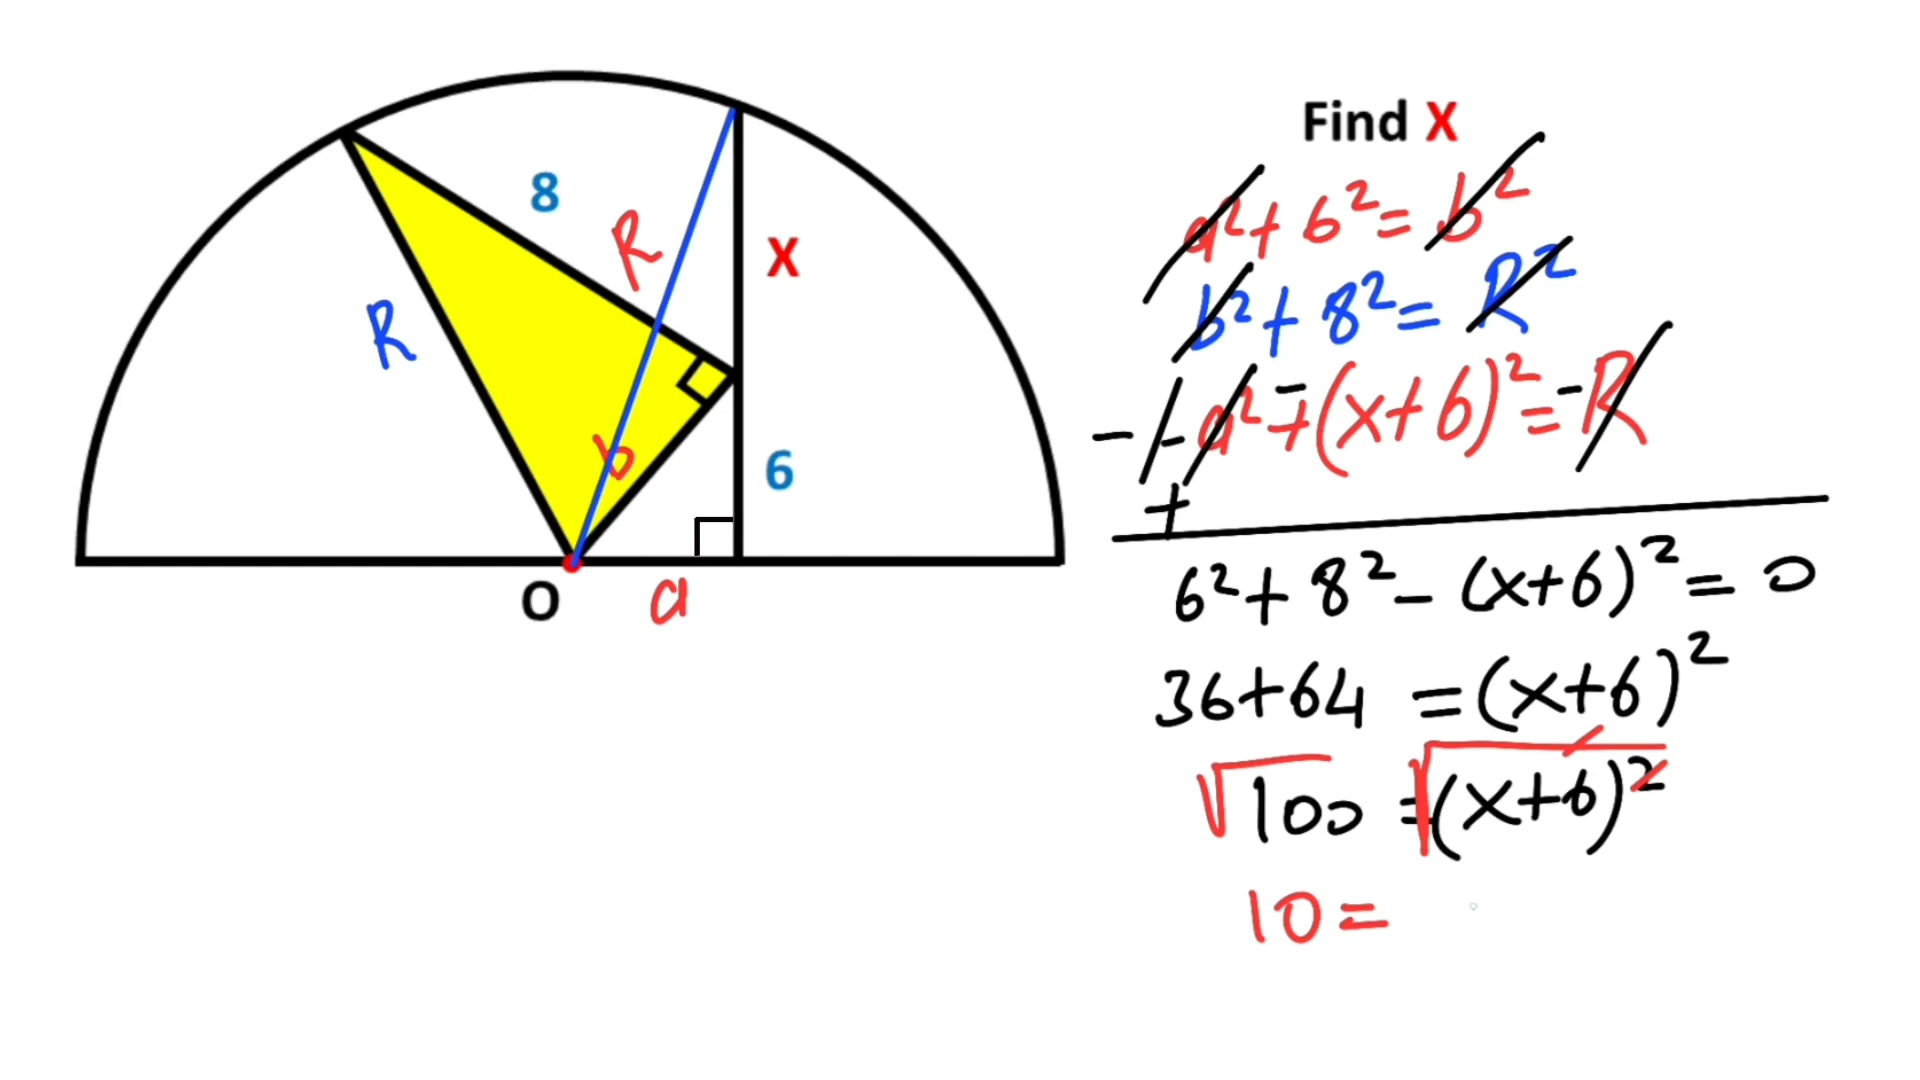 Find X
8
R
X
R
b
6
O
a
a² + 6² = b²
b² + 8² = R²
- - a² + - (x+6)² = - R
+
6² + 8² - (x+6)² = 0
36+64 = (x+6)²
√100 = √(x+6)²
10 =